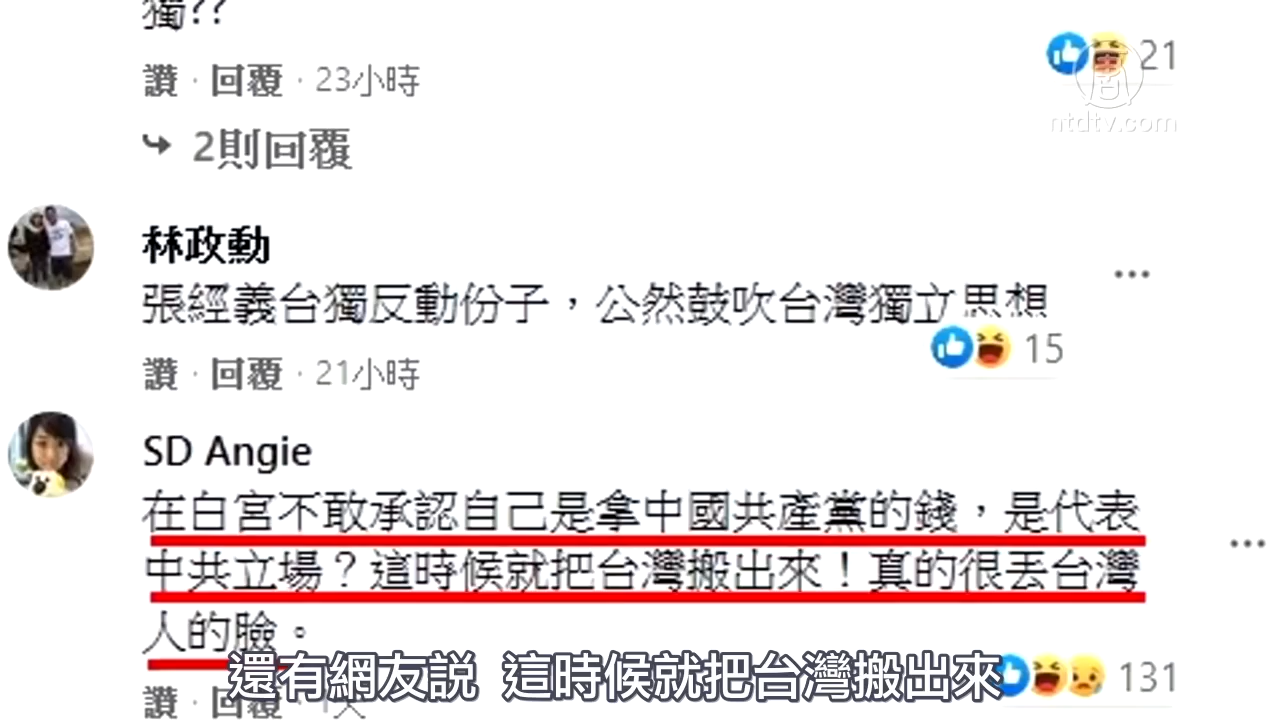 獨??
讚 · 回覆 · 23小時
21
ntdtv.com
2則回覆
林政勳
張經義台獨反動份子，公然鼓吹台灣獨立思想
15
讚 · 回覆 · 21小時
SD Angie
在白宮不敢承認自己是拿中國共產黨的錢，是代表
中共立場？這時候就把台灣搬出來！真的很丟台灣
人的臉。
還有網友説 這時候就把台灣搬出來
131
讚 · 回覆 · 1天